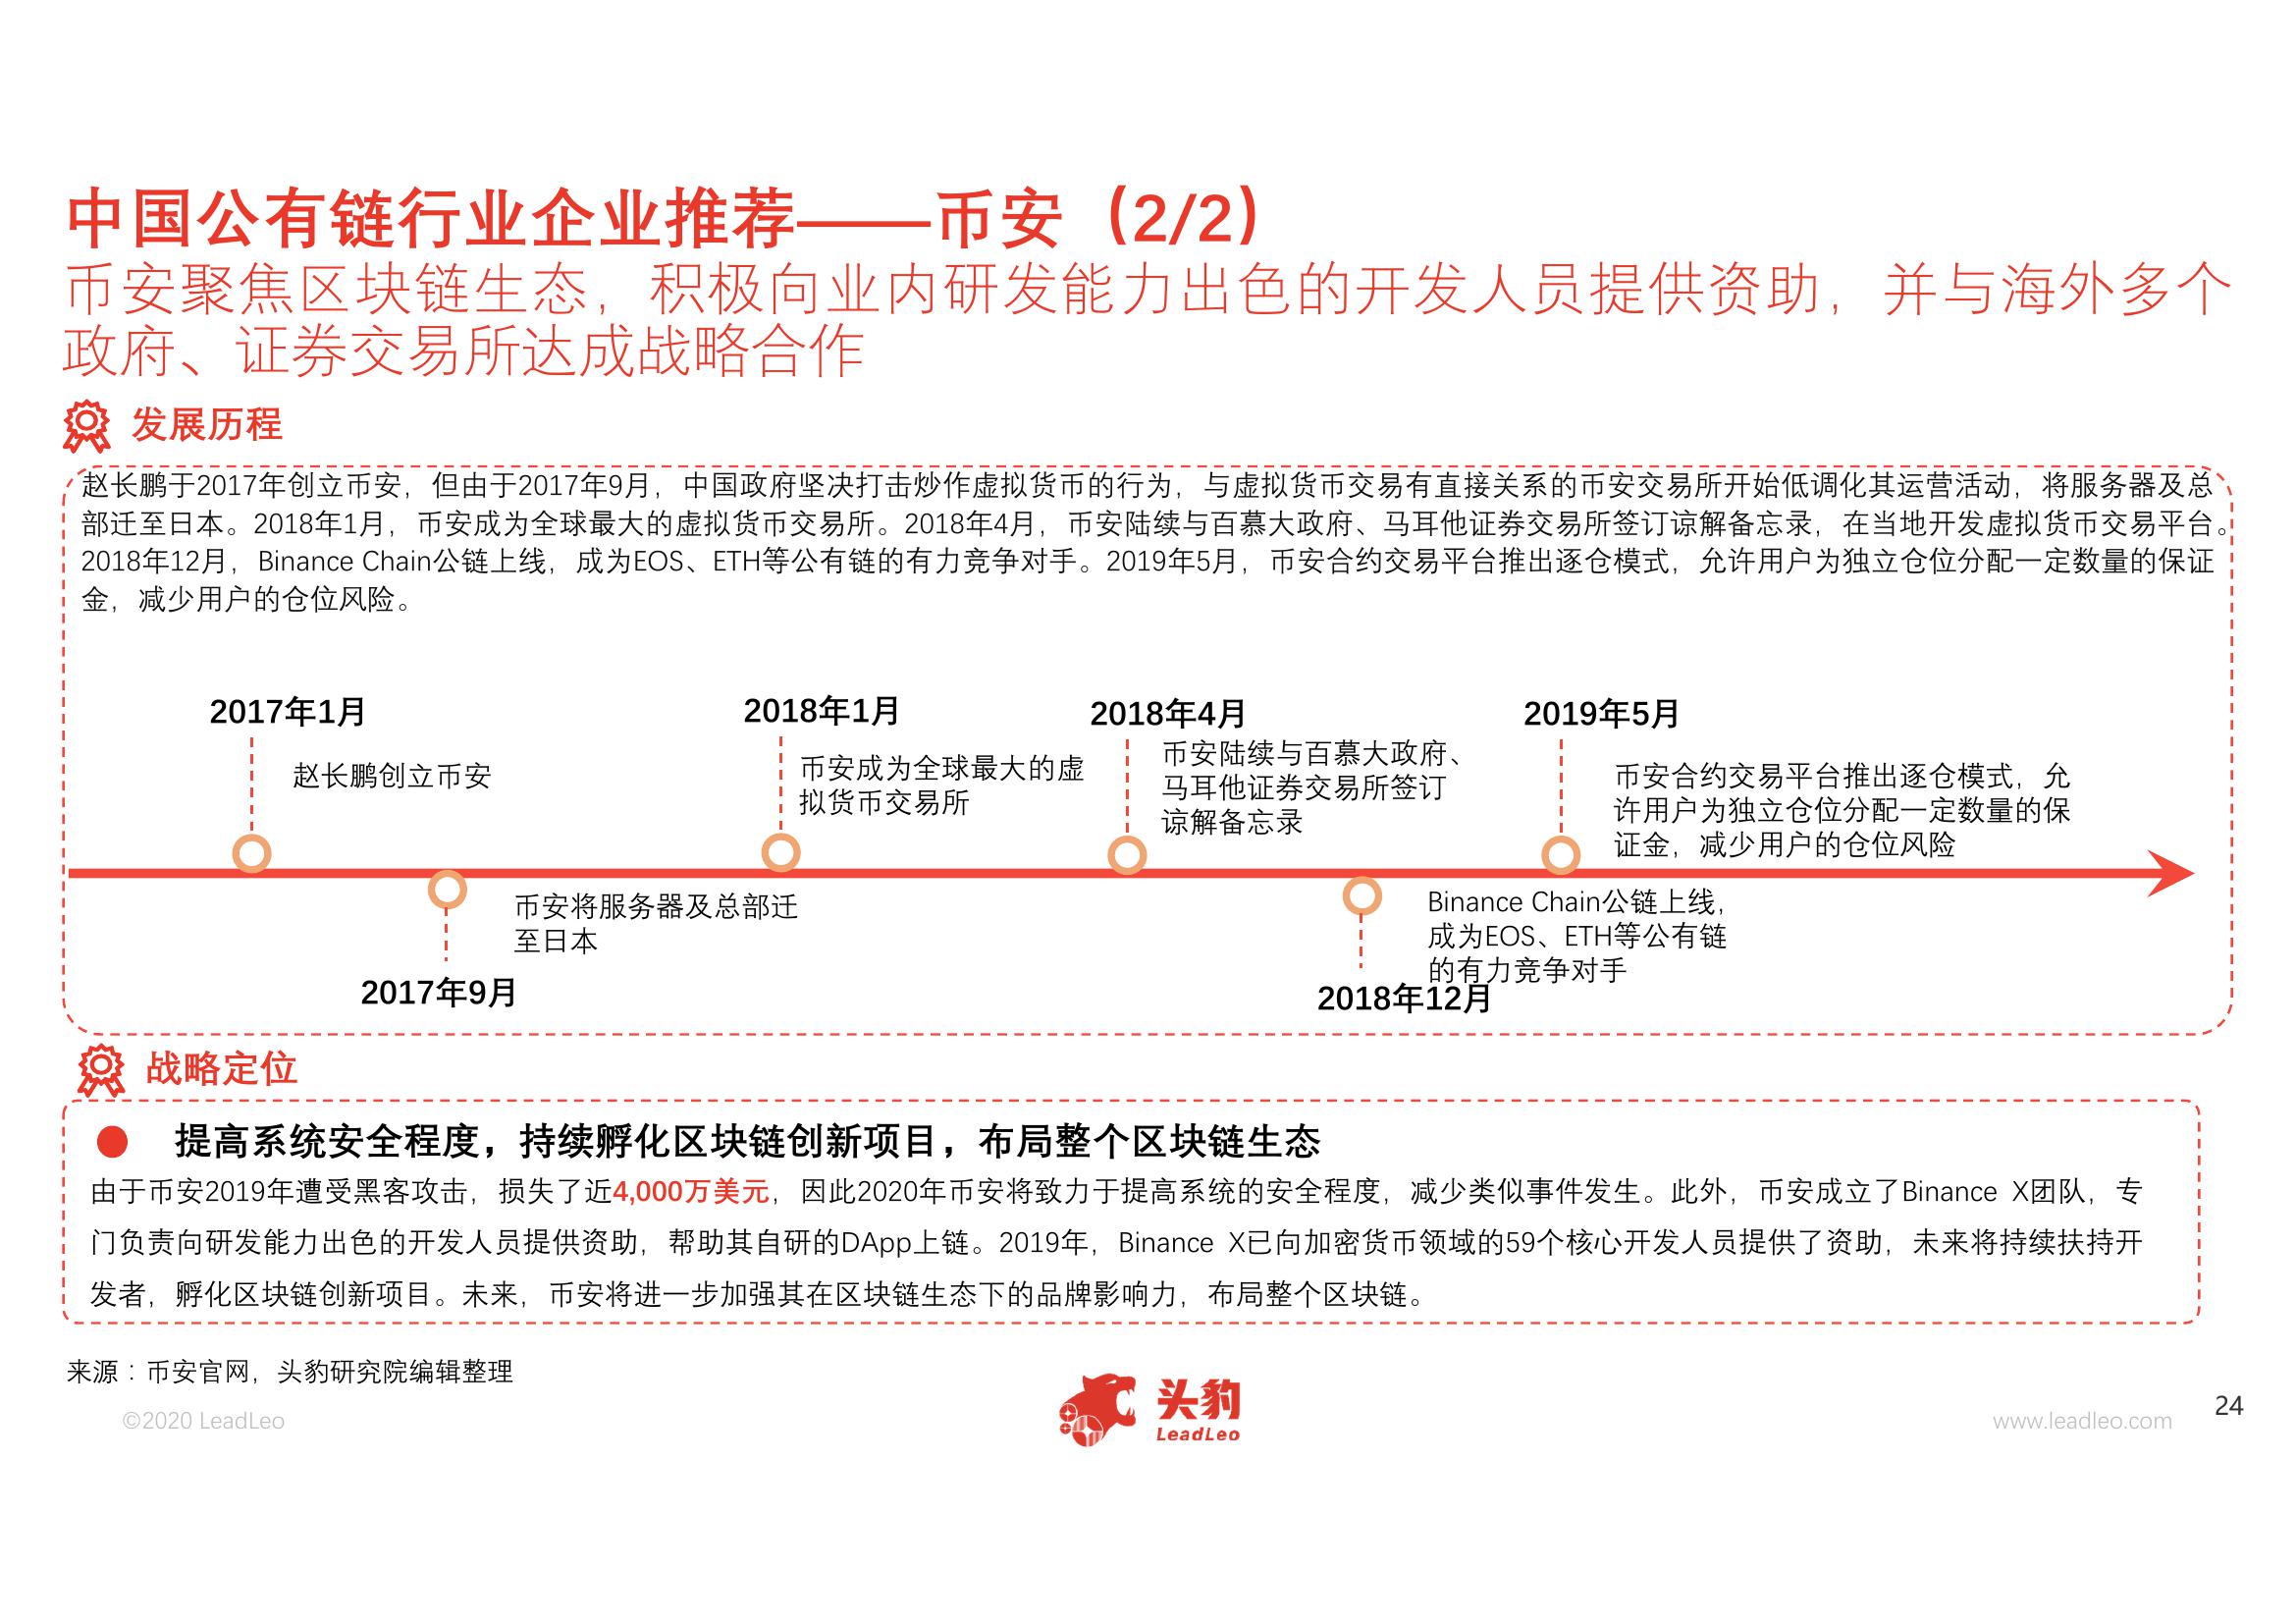 中国公有链行业企业推荐——币安（2/2）
币安聚焦区块链生态，积极向业内研发能力出色的开发人员提供资助，并与海外多个
政府、证券交易所达成战略合作
发展历程
赵长鹏于2017年创立币安，但由于2017年9月，中国政府坚决打击炒作虚拟货币的行为，与虚拟货币交易有直接关系的币安交易所开始低调化其运营活动，将服务器及总
部迁至日本。2018年1月，币安成为全球最大的虚拟货币交易所。2018年4月，币安陆续与百慕大政府、马耳他证券交易所签订谅解备忘录，在当地开发虚拟货币交易平台。
2018年12月，Binance Chain公链上线，成为EOS、ETH等公有链的有力竞争对手。2019年5月，币安合约交易平台推出逐仓模式，允许用户为独立仓位分配一定数量的保证
金，减少用户的仓位风险。
2017年1月
赵长鹏创立币安
2018年1月
币安成为全球最大的虚
拟货币交易所
2018年4月
币安陆续与百慕大政府、
马耳他证券交易所签订
谅解备忘录
2019年5月
币安合约交易平台推出逐仓模式，允
许用户为独立仓位分配一定数量的保
证金，减少用户的仓位风险
币安将服务器及总部迁
至日本
2017年9月
Binance Chain公链上线，
成为EOS、ETH等公有链
的有力竞争对手
2018年12月
战略定位
提高系统安全程度，持续孵化区块链创新项目，布局整个区块链生态
由于币安2019年遭受黑客攻击，损失了近4,000万美元，因此2020年币安将致力于提高系统的安全程度，减少类似事件发生。此外，币安成立了Binance X团队，专
门负责向研发能力出色的开发人员提供资助，帮助其自研的DApp上链。2019年，Binance X已向加密货币领域的59个核心开发人员提供了资助，未来将持续扶持开
发者，孵化区块链创新项目。未来，币安将进一步加强其在区块链生态下的品牌影响力，布局整个区块链。
来源：币安官网，头豹研究院编辑整理
©2020 LeadLeo
头豹
LeadLeo
www.leadleo.com
24